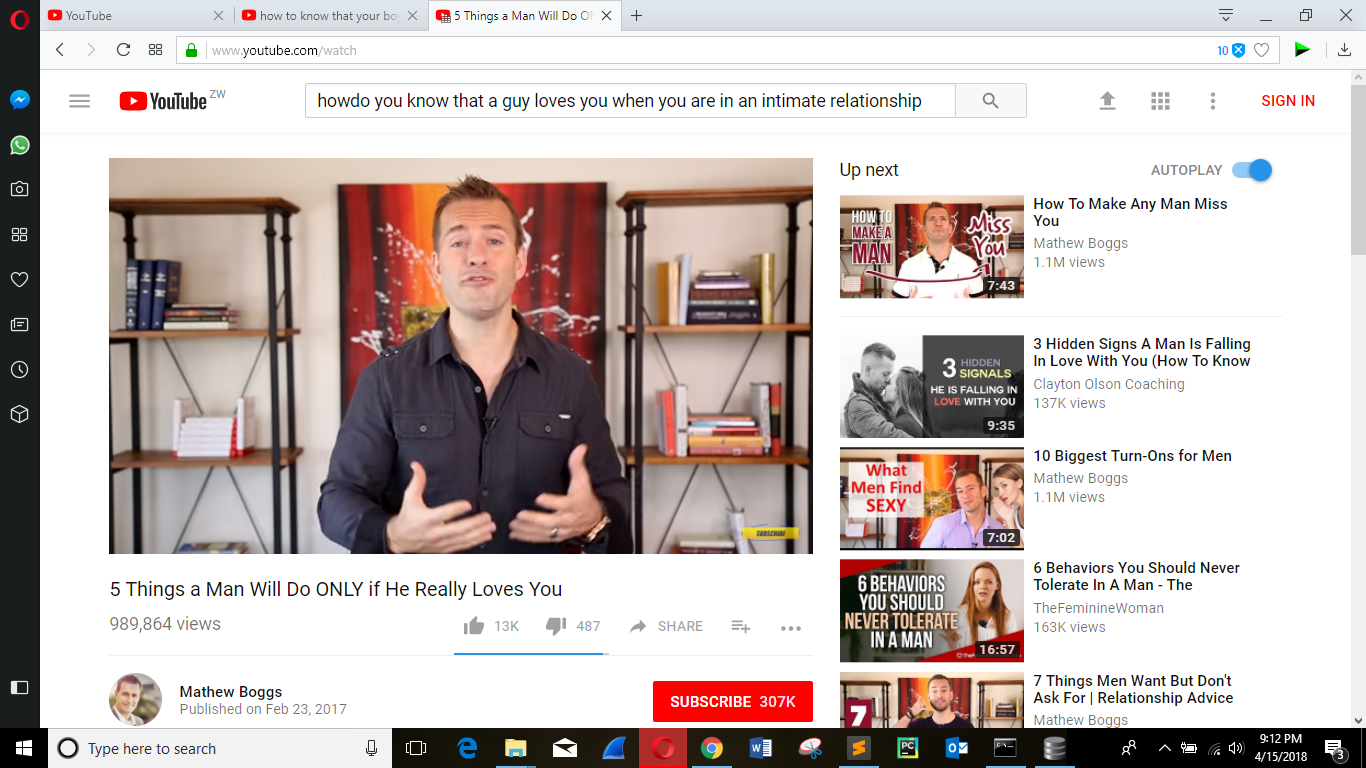 YouTube
how to know that your bo
5 Things a Man Will Do O
www.youtube.com/watch
10
YouTube ZW
howdo you know that a guy loves you when you are in an intimate relationship
SIGN IN
SUBSCRIBE
5 Things a Man Will Do ONLY if He Really Loves You
989,864 views
13K
487
SHARE
Mathew Boggs
Published on Feb 23, 2017
SUBSCRIBE 307K
Up next
AUTOPLAY
HOW TO
MAKE A
MAN
Miss
You
7:43
How To Make Any Man Miss
You
Mathew Boggs
1.1M views
3 HIDDEN
SIGNALS
HE IS FALLING IN
LOVE WITH YOU
9:35
3 Hidden Signs A Man Is Falling
In Love With You (How To Know
Clayton Olson Coaching
137K views
What
Men Find
SEXY
7:02
10 Biggest Turn-Ons for Men
Mathew Boggs
1.1M views
6 BEHAVIORS
YOU SHOULD
NEVER TOLERATE
IN A MAN
16:57
6 Behaviors You Should Never
Tolerate In A Man - The
TheFeminineWoman
163K views
7
7 Things Men Want But Don't
Ask For | Relationship Advice
Mathew Boggs
Type here to search
9:12 PM
4/15/2018
3